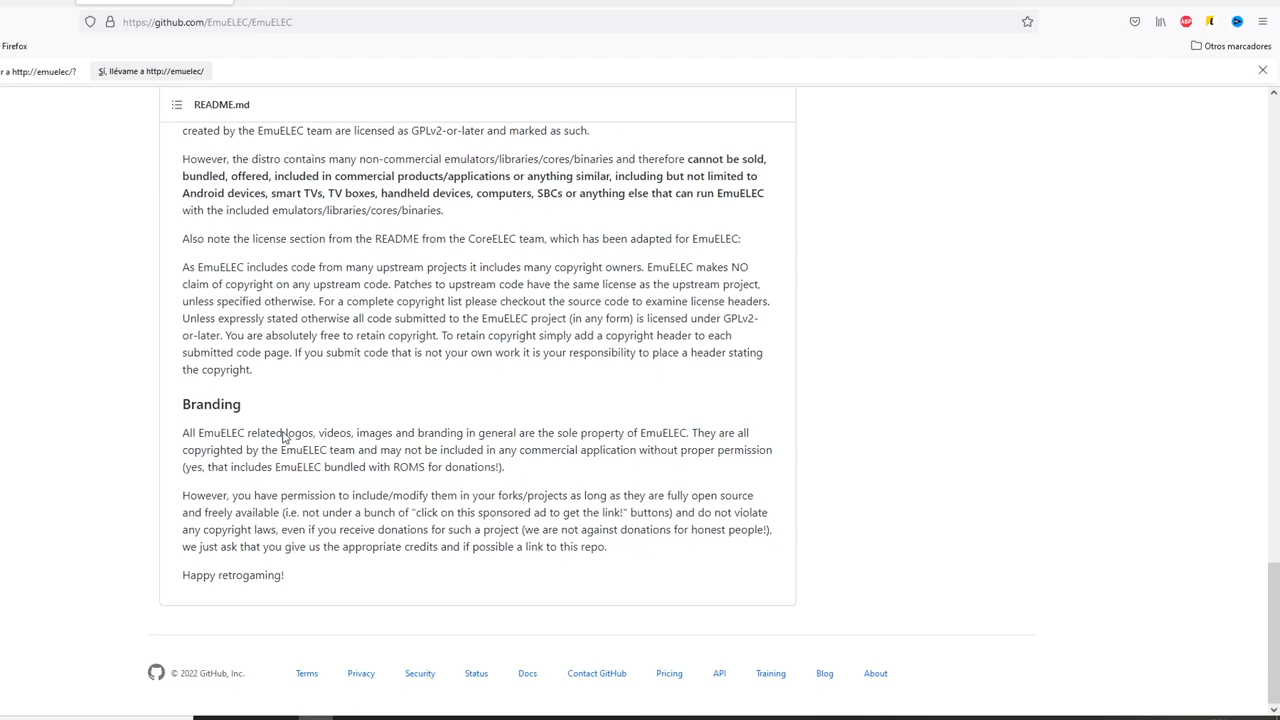 https://github.com/EmuELEC/EmuELEC
ABP
Firefox
Otros marcadores
r a http://emuelec/?
Sí, llévame a http://emuelec/
README.md
created by the EmuELEC team are licensed as GPLv2-or-later and marked as such.
However, the distro contains many non-commercial emulators/libraries/cores/binaries and therefore cannot be sold,
bundled, offered, included in commercial products/applications or anything similar, including but not limited to
Android devices, smart TVs, TV boxes, handheld devices, computers, SBCs or anything else that can run EmuELEC
with the included emulators/libraries/cores/binaries.
Also note the license section from the README from the CoreELEC team, which has been adapted for EmuELEC:
As EmuELEC includes code from many upstream projects it includes many copyright owners. EmuELEC makes NO
claim of copyright on any upstream code. Patches to upstream code have the same license as the upstream project,
unless specified otherwise. For a complete copyright list please checkout the source code to examine license headers.
Unless expressly stated otherwise all code submitted to the EmuELEC project (in any form) is licensed under GPLv2-
or-later. You are absolutely free to retain copyright. To retain copyright simply add a copyright header to each
submitted code page. If you submit code that is not your own work it is your responsibility to place a header stating
the copyright.
Branding
All EmuELEC related logos, videos, images and branding in general are the sole property of EmuELEC. They are all
copyrighted by the EmuELEC team and may not be included in any commercial application without proper permission
(yes, that includes EmuELEC bundled with ROMS for donations!).
However, you have permission to include/modify them in your forks/projects as long as they are fully open source
and freely available (i.e. not under a bunch of "click on this sponsored ad to get the link!" buttons) and do not violate
any copyright laws, even if you receive donations for such a project (we are not against donations for honest people!),
we just ask that you give us the appropriate credits and if possible a link to this repo.
Happy retrogaming!
© 2022 GitHub, Inc. Terms Privacy Security Status Docs Contact GitHub Pricing API Training Blog About